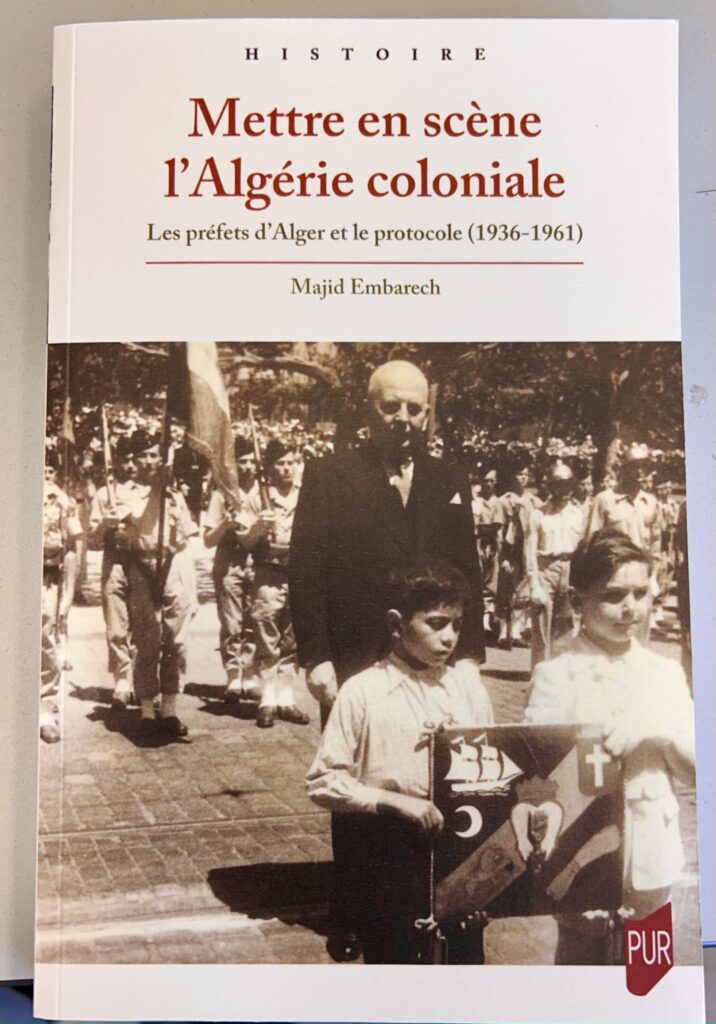 HISTOIRE
Mettre en scène
l'Algérie coloniale
Les préfets d'Alger et le protocole (1936-1961)
Majid Embarech
PUR